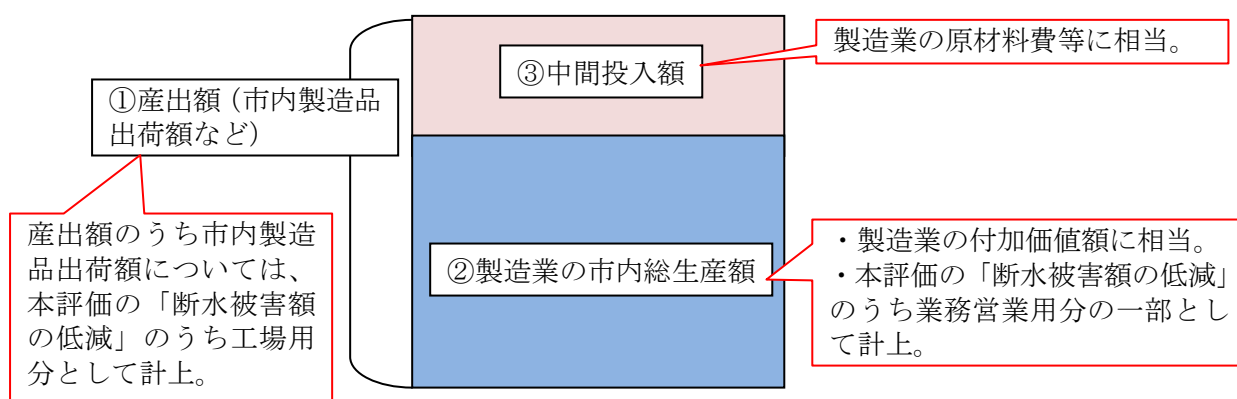 製造業の原材料費等に相当。
③中間投入額
①産出額（市内製造品
出荷額など）
産出額のうち市内製造
品出荷額については、
本評価の「断水被害額
の低減」のうち工場用
分として計上。
②製造業の市内総生産額
・製造業の付加価値額に相当。
・本評価の「断水被害額の低減」
のうち業務営業用分の一部とし
て計上。